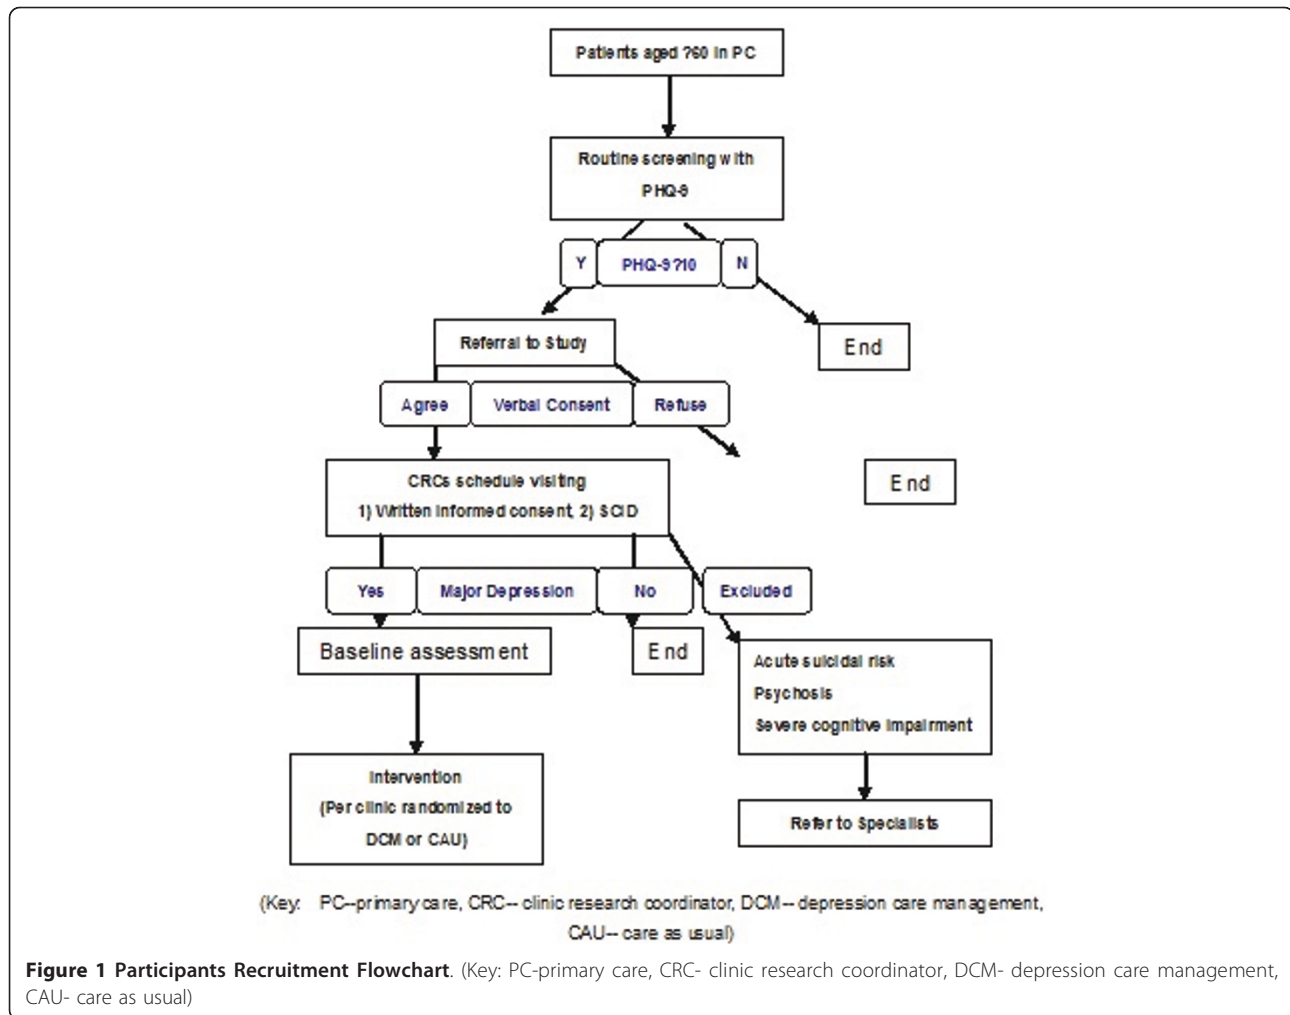 Patients aged ?60 in PC
Routine screening with
PHQ-9
Y
PHQ-9?10
N
End
Referral to Study
Agree
Verbal Consent
Refuse
CRCs schedule visiting
1) Written informed consent, 2) SCID
End
Yes
Major Depression
No
Excluded
Baseline assessment
End
Acute suicidal risk
Psychosis
Severe cognitive impairment
Intervention
(Per clinic randomized to
DCM or CAU)
Refer to Specialists
(Key: PC--primary care, CRC-- clinic research coordinator, DCM-- depression care management,
CAU-- care as usual)
Figure 1 Participants Recruitment Flowchart. (Key: PC-primary care, CRC- clinic research coordinator, DCM- depression care management,
CAU- care as usual)